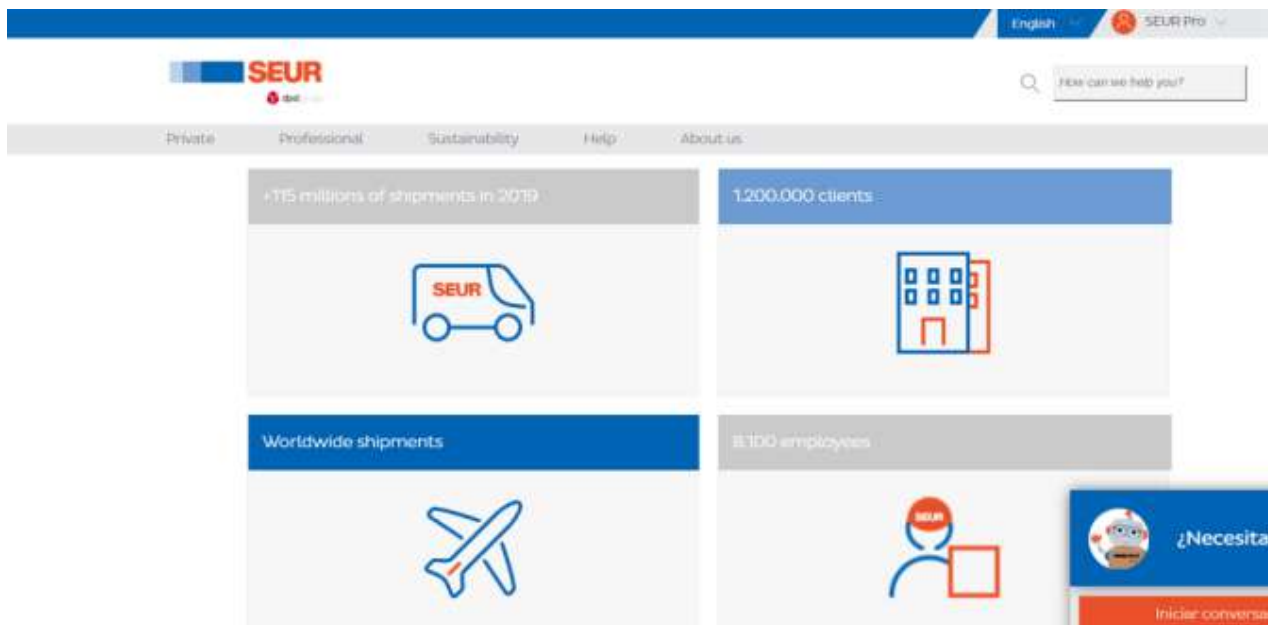 English
SEUR Pro
SEUR
dpd
How can we help you?
Private Professional Sustainability Help About us
+115 millions of shipments in 2019
1.200.000 clients
SEUR
Worldwide shipments
8.100 employees
SEUR
¿Necesita
Iniciar conversa